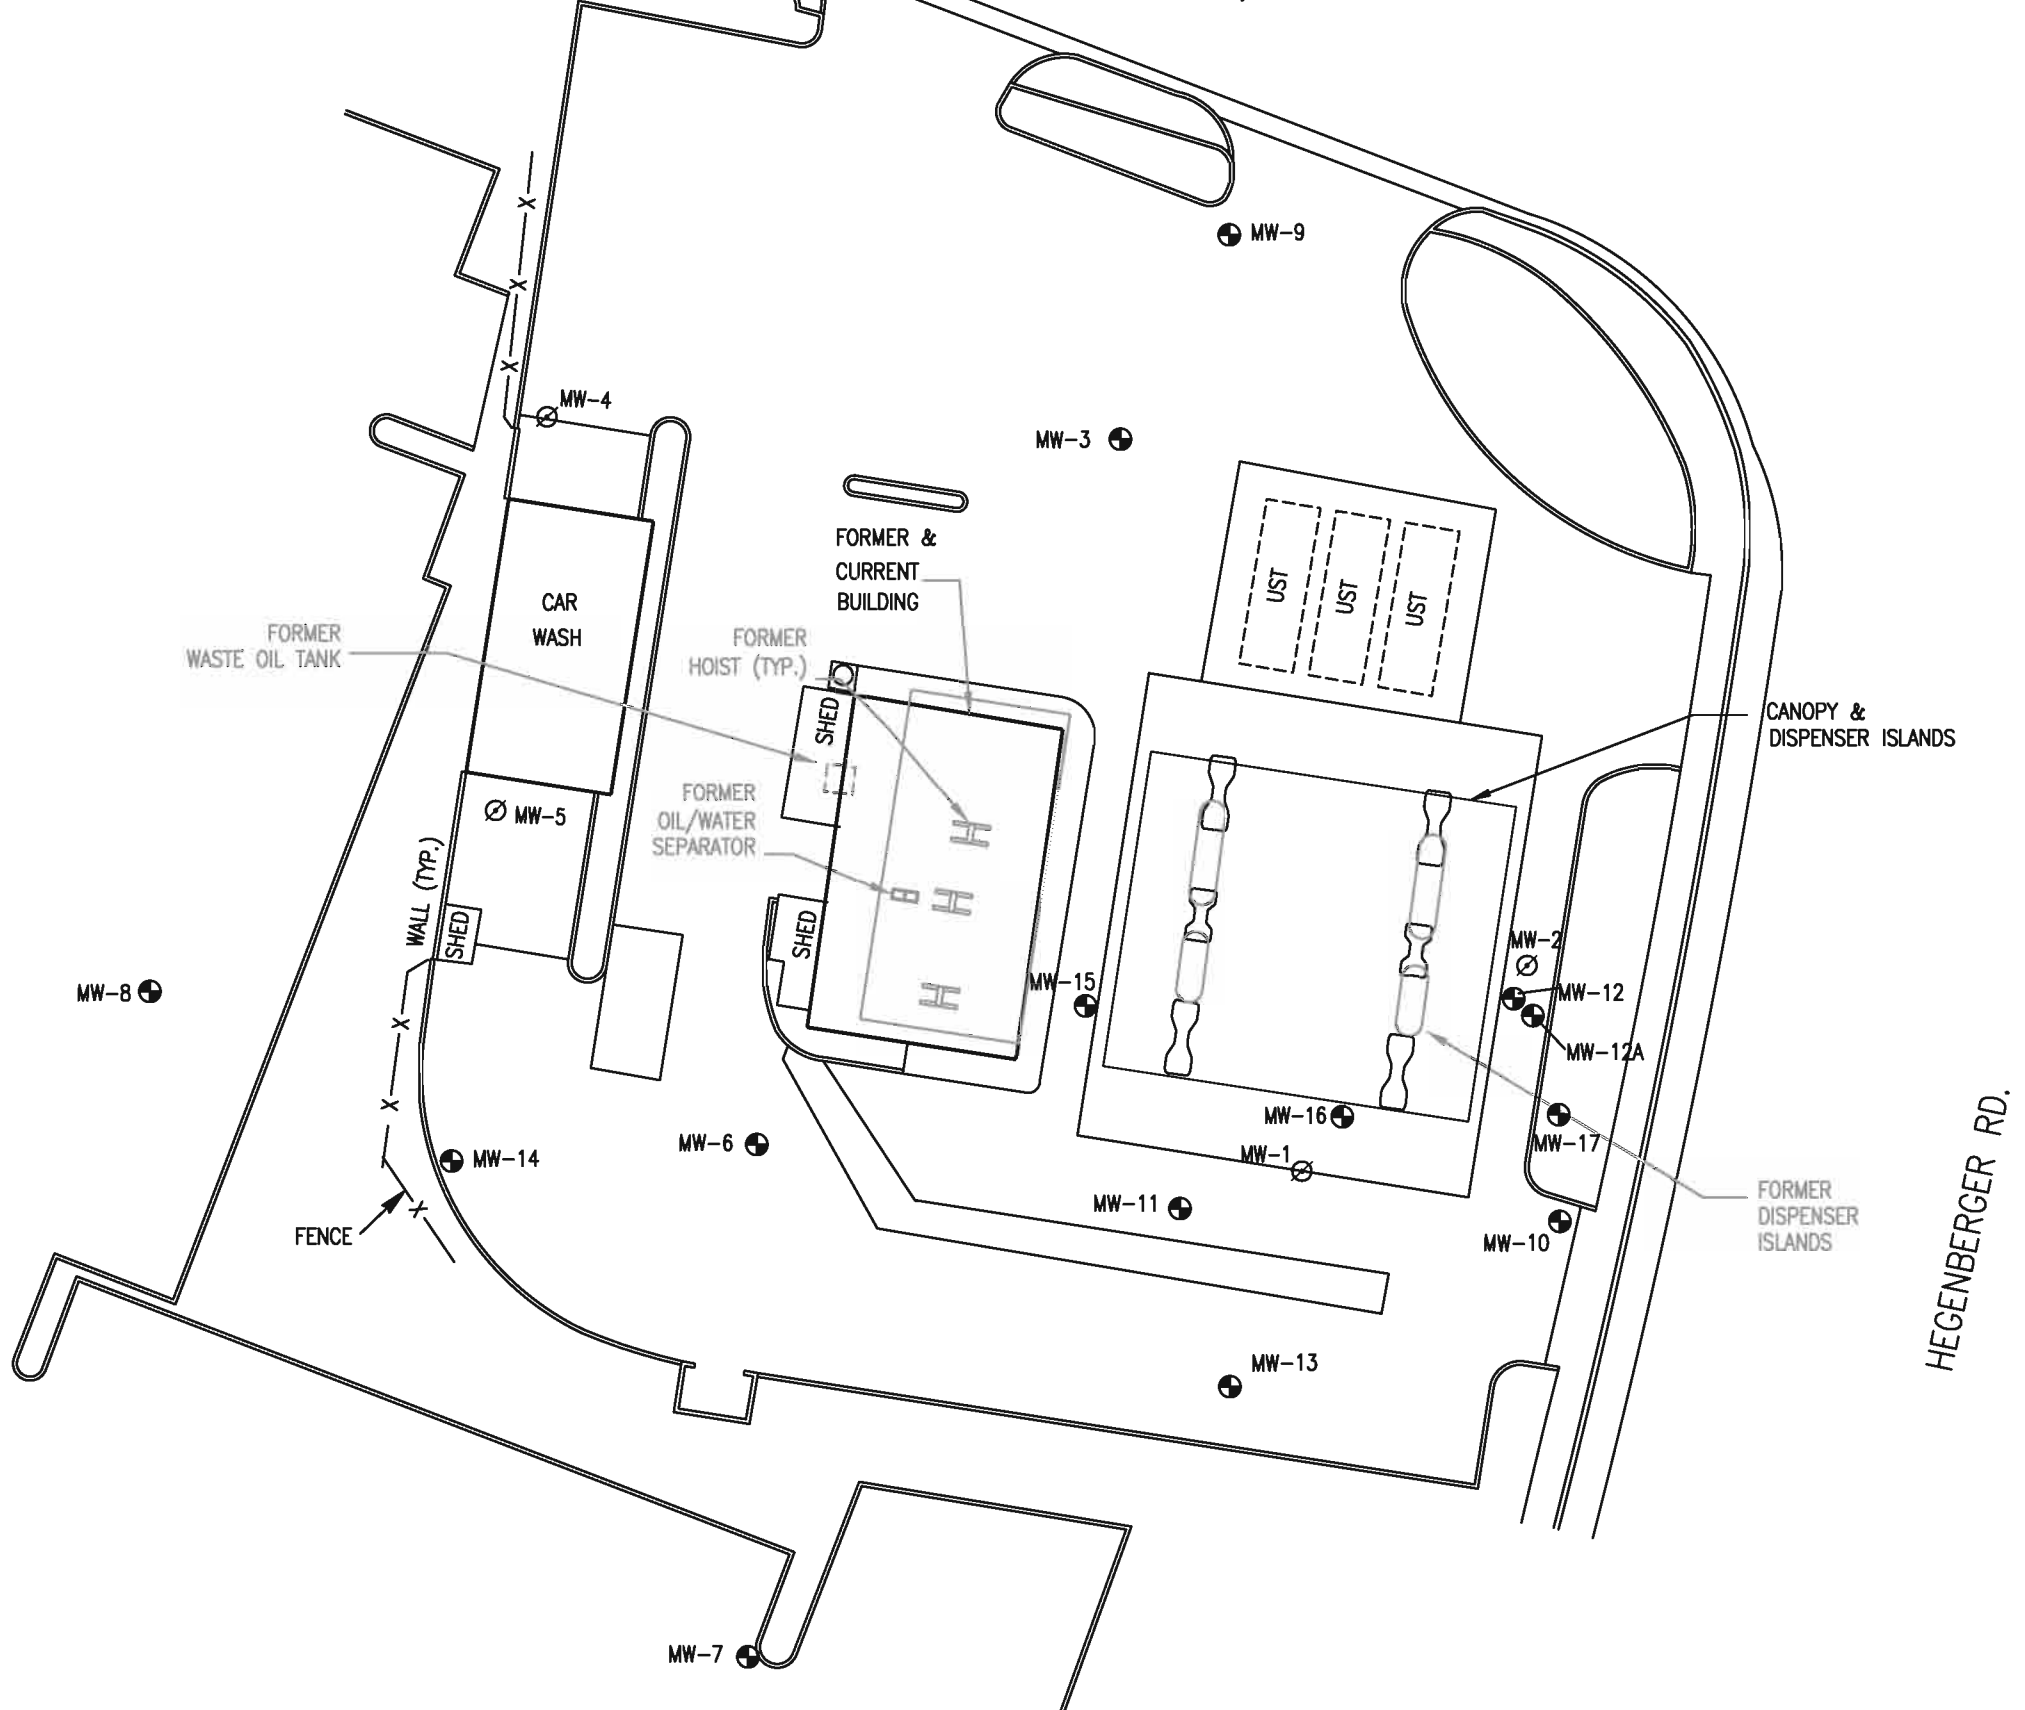 MW-9
MW-4
MW-3
FORMER &
CURRENT
BUILDING
UST
UST
UST
CAR
WASH
FORMER
WASTE OIL TANK
FORMER
HOIST (TYP.)
SHED
CANOPY &
DISPENSER ISLANDS
FORMER
OIL/WATER
SEPARATOR
MW-5
WALL (TYP.)
SHED
SHED
MW-2
MW-8
MW-15
MW-12
MW-12A
MW-16
MW-17
MW-6
MW-14
MW-1
MW-11
FORMER
DISPENSER
ISLANDS
MW-10
FENCE
HEGENBERGER RD.
MW-13
MW-7
X
X
X
X
X
X